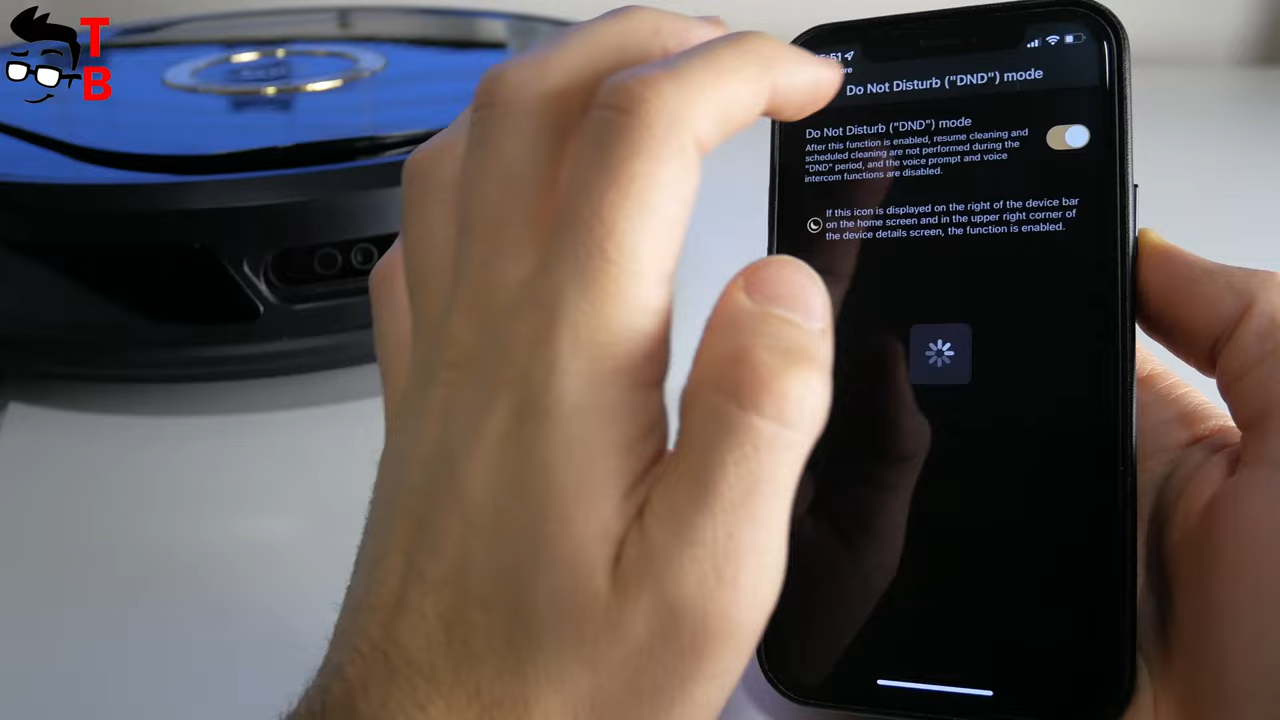 TB
Do Not Disturb ("DND") mode
Do Not Disturb ("DND") mode
After this function is enabled, resume cleaning and
scheduled cleaning are not performed during the
"DND" period, and the voice prompt and voice
intercom functions are disabled.
If this icon is displayed on the right of the device bar
on the home screen and in the upper right corner of
the device details screen, the function is enabled.